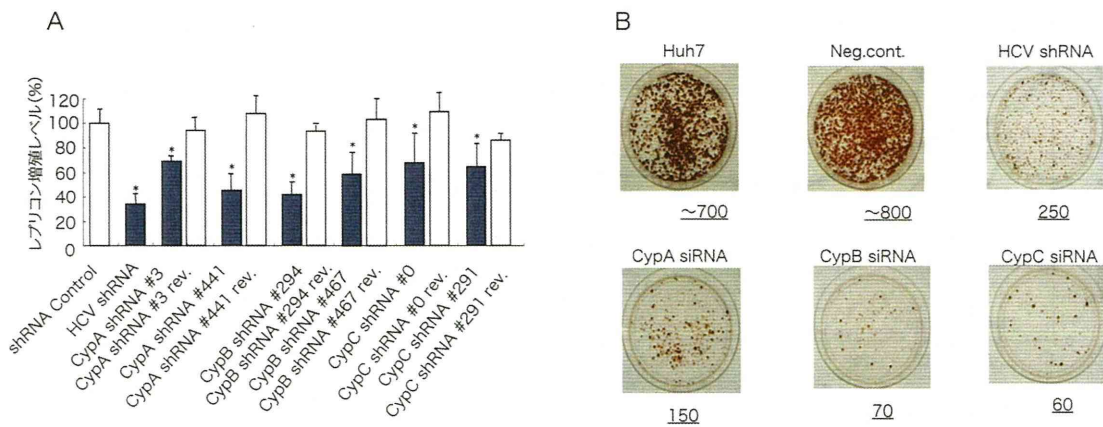 A
レプリコン増殖レベル(%)
120
100
80
60
40
20
0
*
*
*
*
*
*
*
shRNA Control
HCV shRNA
CypA shRNA #3
CypA shRNA #3 rev.
CypA shRNA #441
CypA shRNA #441 rev.
CypB shRNA #294
CypB shRNA #294 rev.
CypB shRNA #467
CypB shRNA #467 rev.
CypC shRNA #0
CypC shRNA #0 rev.
CypC shRNA #291
CypC shRNA #291 rev.
B
Huh7
Neg.cont.
HCV shRNA
~700
~800
250
CypA siRNA
CypB siRNA
CypC siRNA
150
70
60